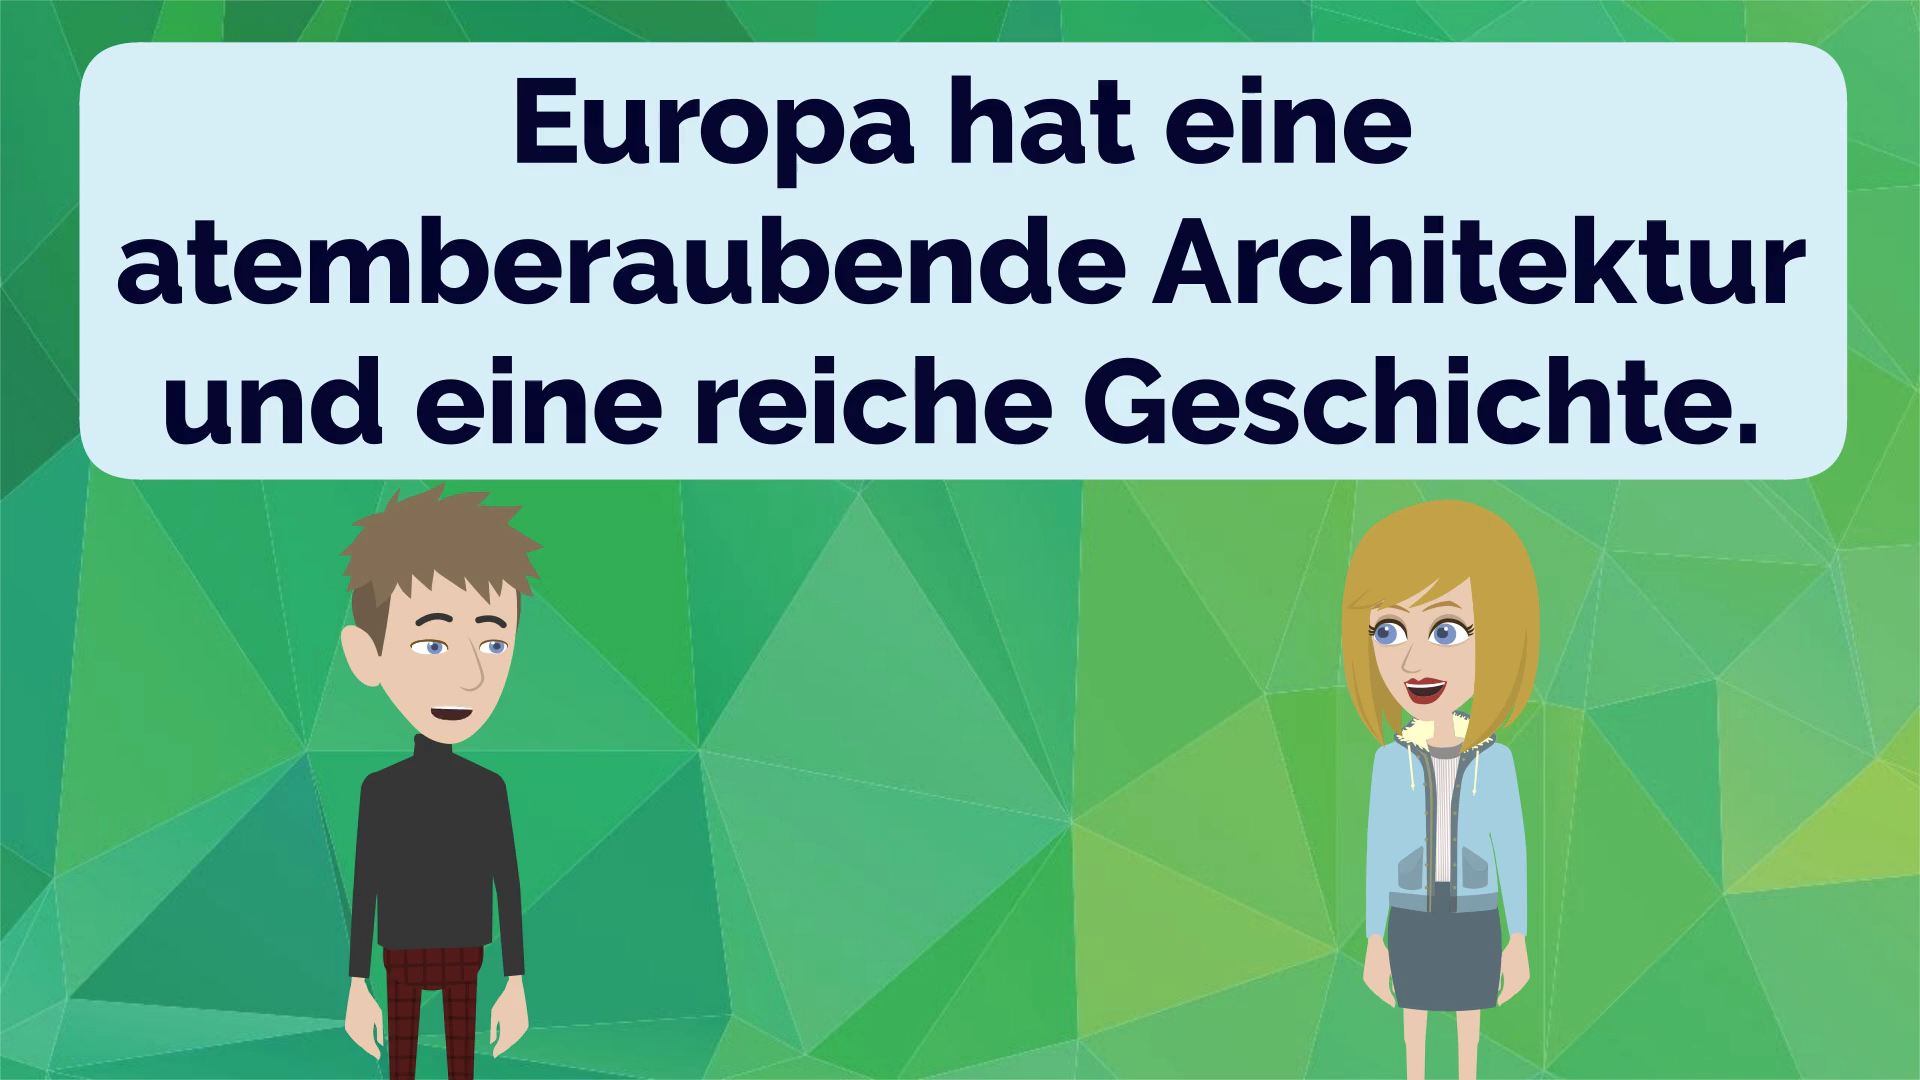 Europa hat eine
atemberaubende Architektur
und eine reiche Geschichte.